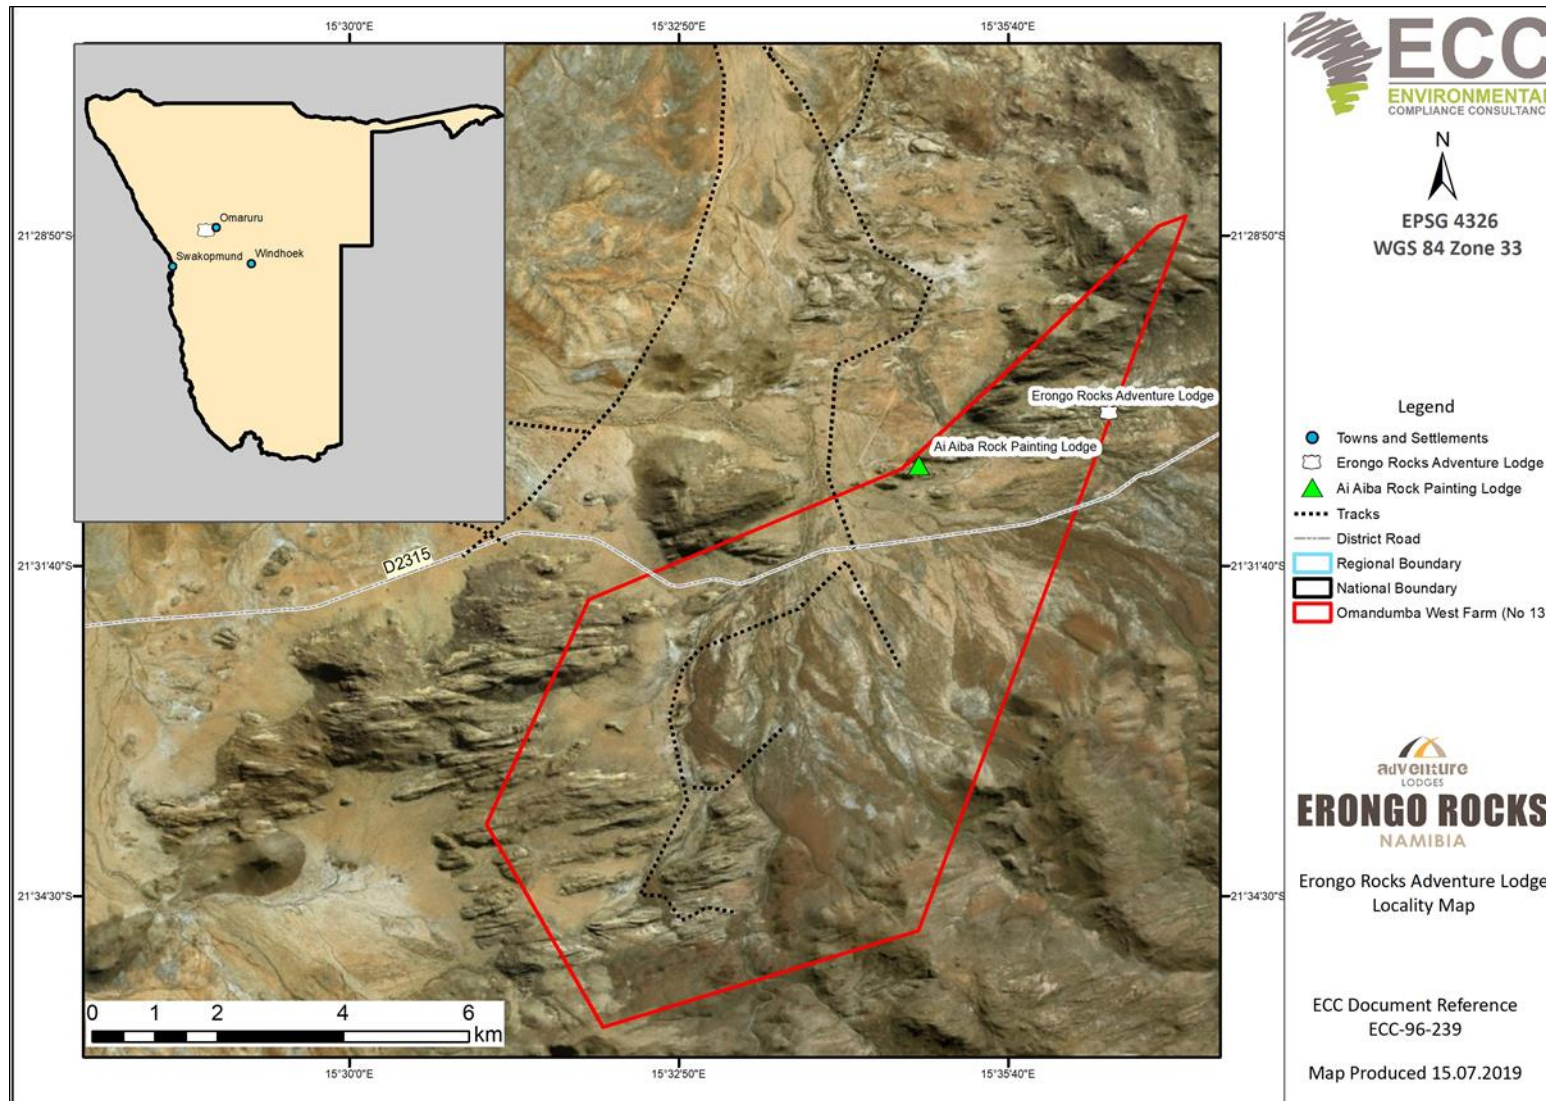 15°30'0"E
15°32'50"E
15°35'40"E
ECC
ENVIRONMENTAL
COMPLIANCE CONSULTANC
N
EPSG 4326
WGS 84 Zone 33
Omaruru
Swakopmund
Windhoek
21°28'50"S
21°28'50"S
Erongo Rocks Adventure Lodge
Ai Aiba Rock Painting Lodge
D2315
21°31'40"S
21°31'40"S
21°34'30"S
21°34'30"S
0 1 2 4 6
km
15°30'0"E
15°32'50"E
15°35'40"E
Legend
Towns and Settlements
Erongo Rocks Adventure Lodge
Ai Aiba Rock Painting Lodge
Tracks
District Road
Regional Boundary
National Boundary
Omandumba West Farm (No 13
adventure
LODGES
ERONGO ROCKS
NAMIBIA
Erongo Rocks Adventure Lodge
Locality Map
ECC Document Reference
ECC-96-239
Map Produced 15.07.2019